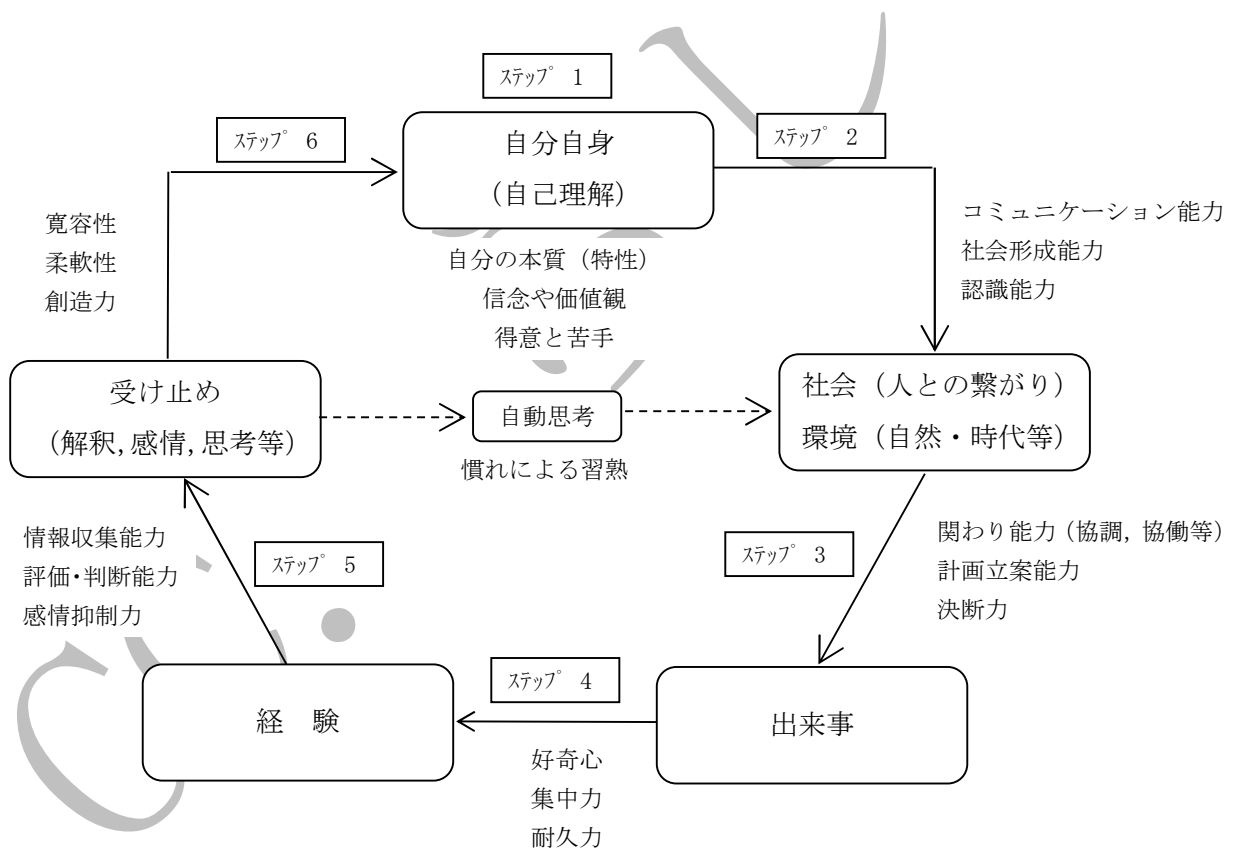 ステップ 1
自分自身
(自己理解)
自分の本質（特性）
信念や価値観
得意と苦手
ステップ 2
コミュニケーション能力
社会形成能力
認識能力
社会（人との繋がり）
環境（自然・時代等）
ステップ 3
関わり能力（協調, 協働等）
計画立案能力
決断力
出来事
ステップ 4
好奇心
集中力
耐久力
経　験
ステップ 5
情報収集能力
評価・判断能力
感情抑制力
受け止め
（解釈, 感情, 思考等）
ステップ 6
寛容性
柔軟性
創造力
自動思考
慣れによる習熟